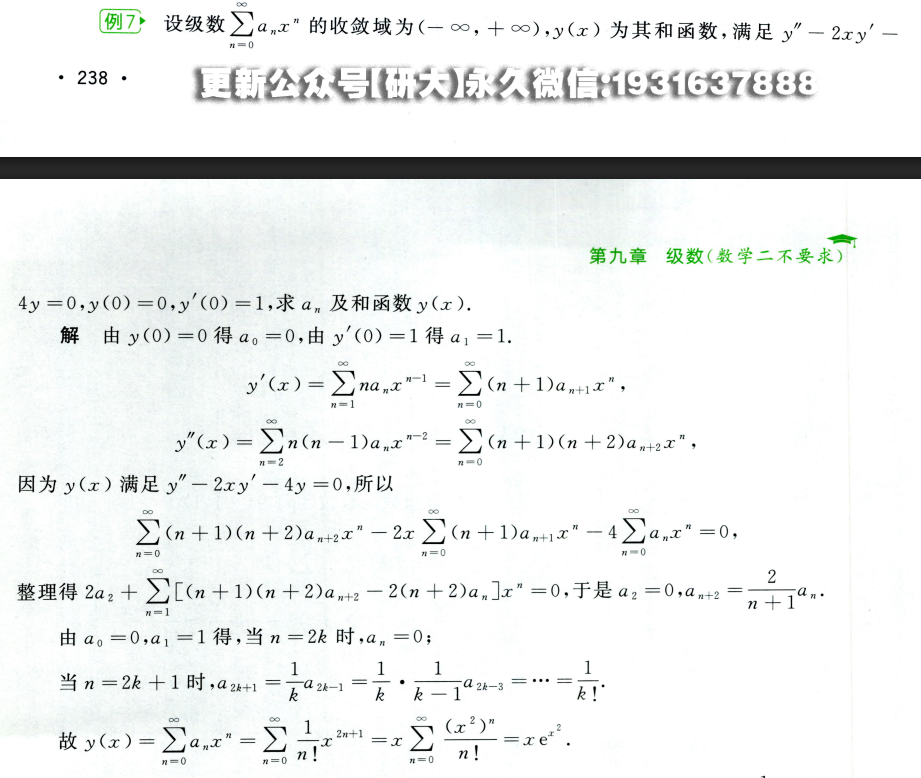 例7 设级数 $\sum_{n=0}^{\infty} a_n x^n$ 的收敛域为(−∞, +∞), y(x) 为其和函数, 满足 y″ − 2xy′ −
· 238 ·
更新公众号【研大】永久微信:1931637888
第九章 级数(数学二不要求)
4y = 0, y(0) = 0, y′(0) = 1, 求 $a_n$ 及和函数 y(x).
解 由 y(0) = 0 得 $a_0$ = 0, 由 y′(0) = 1 得 $a_1$ = 1.
$y'(x) = \sum_{n=1}^{\infty} n a_n x^{n-1} = \sum_{n=0}^{\infty} (n+1) a_{n+1} x^n$,
$y''(x) = \sum_{n=2}^{\infty} n(n-1) a_n x^{n-2} = \sum_{n=0}^{\infty} (n+1)(n+2) a_{n+2} x^n$,
因为 y(x) 满足 y″ − 2xy′ − 4y = 0, 所以
$\sum_{n=0}^{\infty} (n+1)(n+2) a_{n+2} x^n - 2x \sum_{n=0}^{\infty} (n+1) a_{n+1} x^n - 4 \sum_{n=0}^{\infty} a_n x^n = 0$,
整理得 $2a_2 + \sum_{n=1}^{\infty} [(n+1)(n+2) a_{n+2} - 2(n+2) a_n] x^n = 0$, 于是 $a_2 = 0, a_{n+2} = \frac{2}{n+1} a_n$.
由 $a_0 = 0, a_1 = 1$ 得, 当 n = 2k 时, $a_n = 0$;
当 n = 2k + 1 时, $a_{2k+1} = \frac{1}{k} a_{2k-1} = \frac{1}{k} \cdot \frac{1}{k-1} a_{2k-3} = \cdots = \frac{1}{k!}$.
故 $y(x) = \sum_{n=0}^{\infty} a_n x^n = \sum_{n=0}^{\infty} \frac{1}{n!} x^{2n+1} = x \sum_{n=0}^{\infty} \frac{(x^2)^n}{n!} = x e^{x^2}$.